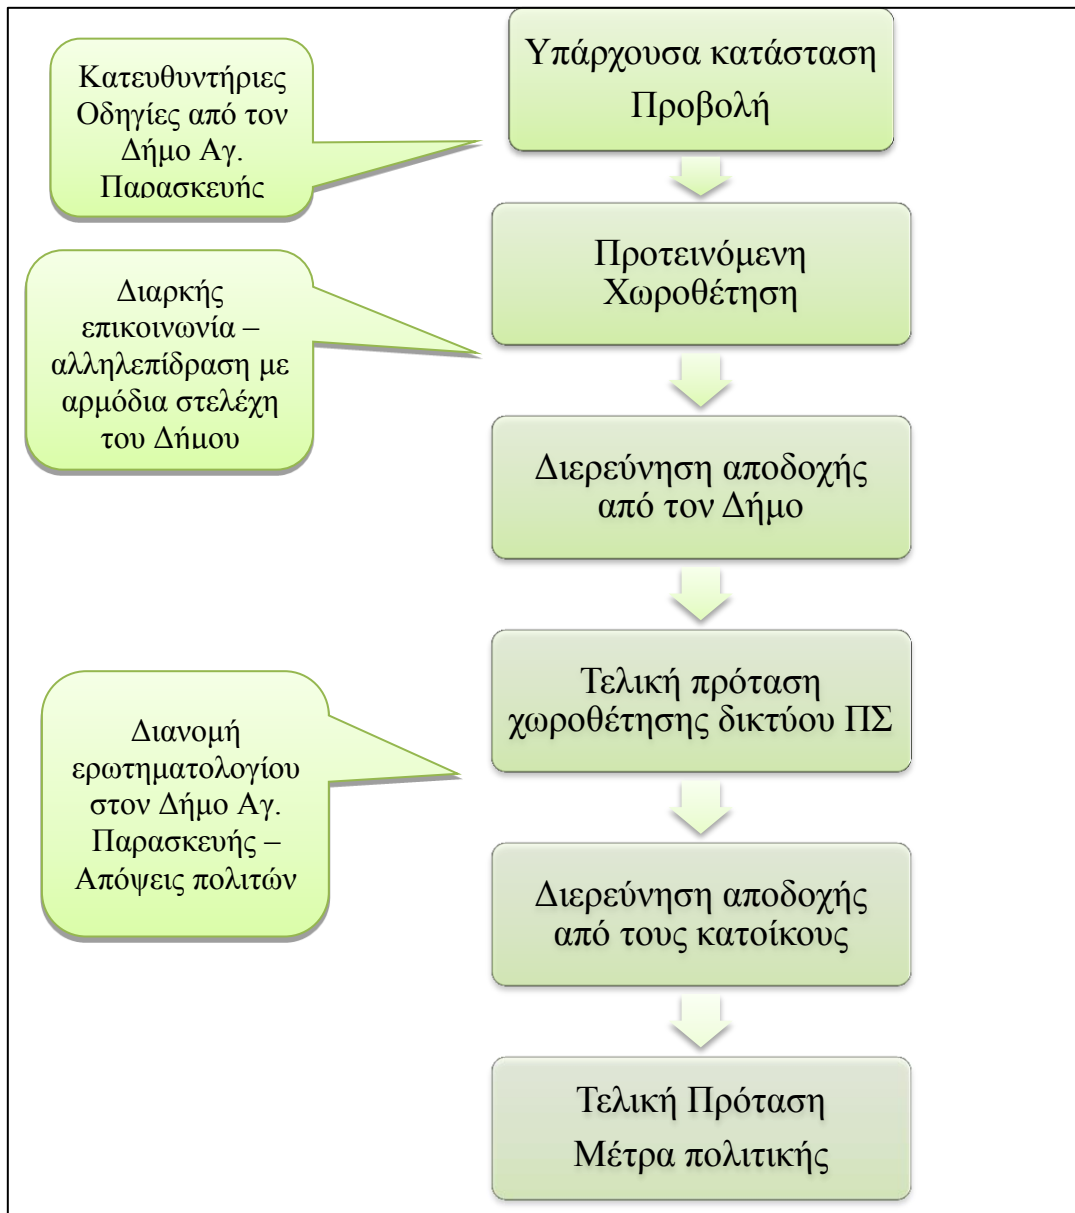 Υπάρχουσα κατάσταση
Προβολή
Κατευθυντήριες
Οδηγίες από τον
Δήμο Αγ.
Παρασκευής
Προτεινόμενη
Χωροθέτηση
Διαρκής
επικοινωνία –
αλληλεπίδραση με
αρμόδια στελέχη
του Δήμου
Διερεύνηση αποδοχής
από τον Δήμο
Τελική πρόταση
χωροθέτησης δικτύου ΠΣ
Διανομή
ερωτηματολογίου
στον Δήμο Αγ.
Παρασκευής –
Απόψεις πολιτών
Διερεύνηση αποδοχής
από τους κατοίκους
Τελική Πρόταση
Μέτρα πολιτικής